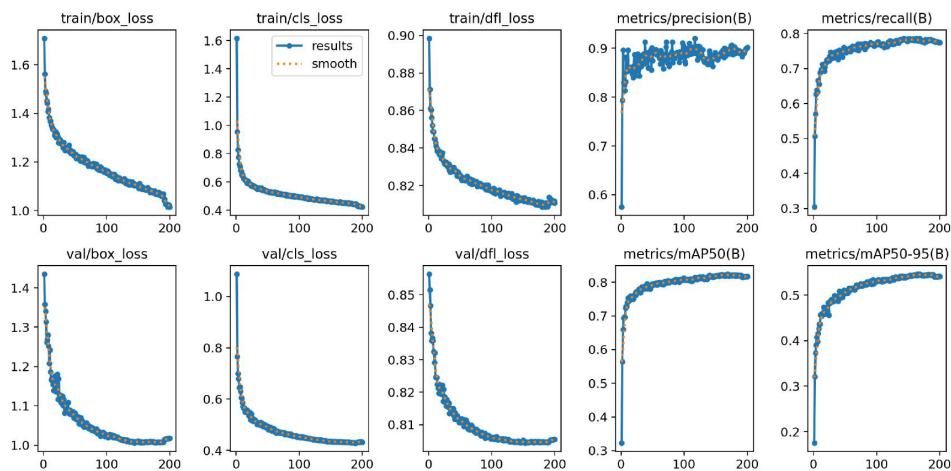 train/box_loss
train/cls_loss
train/dfl_loss
metrics/precision(B)
metrics/recall(B)
results
smooth
1.6
1.4
1.2
1.0
0 100 200
1.6
1.4
1.2
1.0
0.8
0.6
0.4
0 100 200
0.90
0.88
0.86
0.84
0.82
0 100 200
0.9
0.8
0.7
0.6
0 100 200
0.8
0.7
0.6
0.5
0.4
0.3
0 100 200
val/box_loss
val/cls_loss
val/dfl_loss
metrics/mAP50(B)
metrics/mAP50-95(B)
1.4
1.3
1.2
1.1
1.0
0 100 200
1.0
0.8
0.6
0.4
0 100 200
0.85
0.84
0.83
0.82
0.81
0.80
0 100 200
0.8
0.7
0.6
0.5
0.4
0.3
0 100 200
0.5
0.4
0.3
0.2
0 100 200